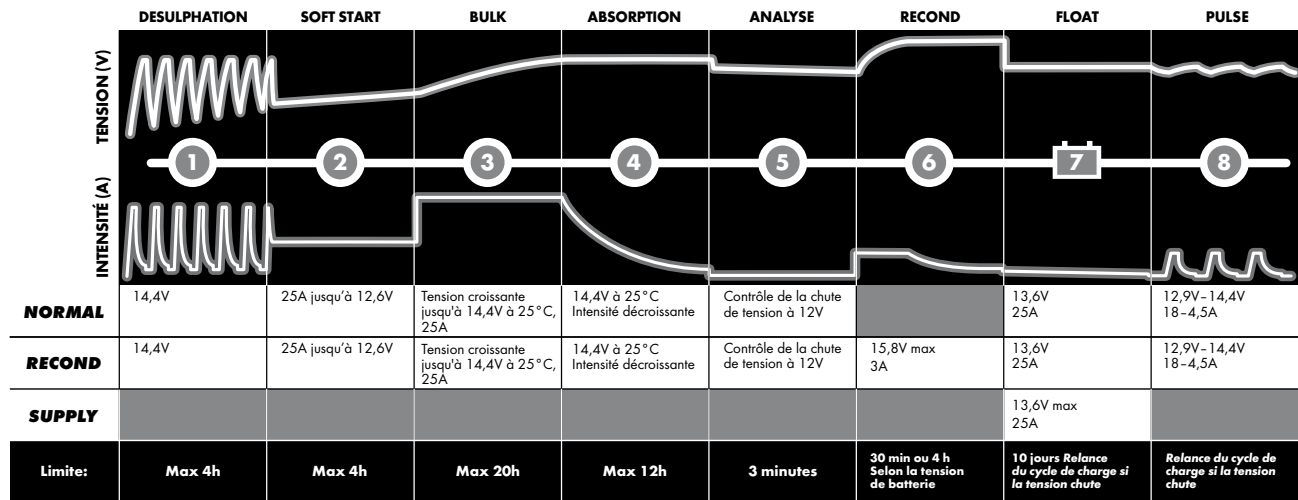 DESULPHATION SOFT START BULK ABSORPTION ANALYSE RECOND FLOAT PULSE
TENSION (V)
1 2 3 4 5 6 7 8
INTENSITÉ (A)
NORMAL
14,4V
25A jusqu'à 12,6V
Tension croissante
jusqu'à 14,4V à 25°C,
25A
14,4V à 25°C
Intensité décroissante
Contrôle de la chute
de tension à 12V
13,6V
25A
12,9V–14,4V
18–4,5A
RECOND
14,4V
25A jusqu'à 12,6V
Tension croissante
jusqu'à 14,4V à 25°C,
25A
14,4V à 25°C
Intensité décroissante
Contrôle de la chute
de tension à 12V
15,8V max
3A
13,6V
25A
12,9V–14,4V
18–4,5A
SUPPLY
13,6V max
25A
Limite:
Max 4h
Max 4h
Max 20h
Max 12h
3 minutes
30 min ou 4 h
Selon la tension
de batterie
10 jours Relance
du cycle de charge si
la tension chute
Relance du cycle de
charge si la tension
chute